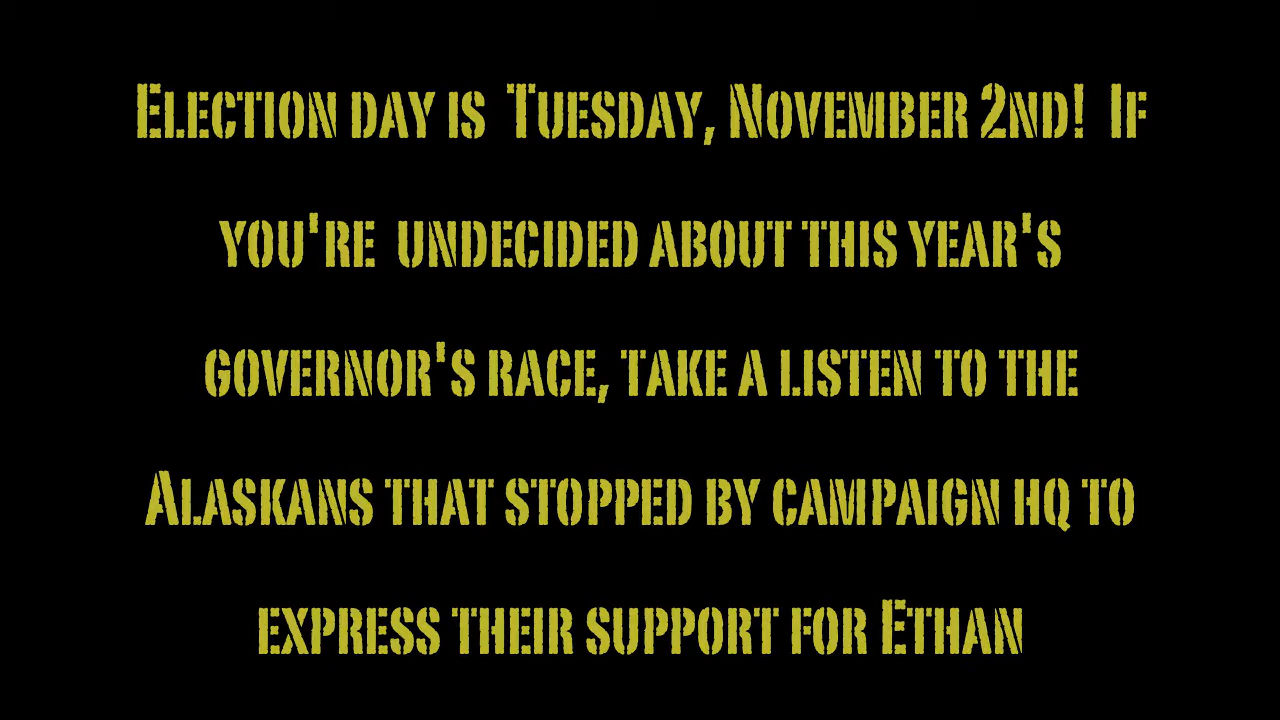 Election day is  Tuesday, November 2nd!  If
you're  undecided about this year's
governor's race, take a listen to the
Alaskans that stopped by campaign HQ to
express their support for Ethan